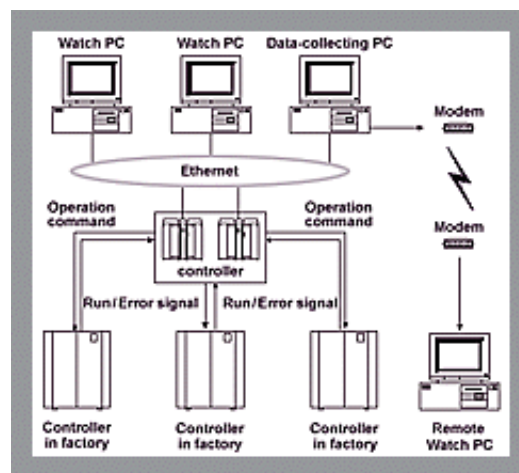 Watch PC
Watch PC
Data-collecting PC
Modem
Ethernet
Operation
command
Operation
command
Modem
controller
Run/Error signal
Run/Error signal
Controller
in factory
Controller
in factory
Controller
in factory
Remote
Watch PC